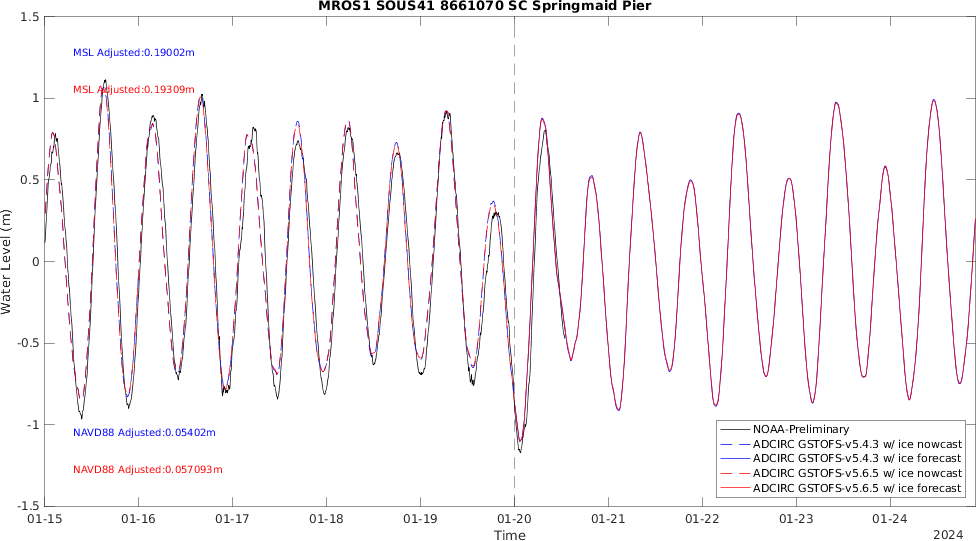 MROS1 SOUS41 8661070 SC Springmaid Pier
1.5
1
0.5
0
-0.5
-1
-1.5
Water Level (m)
MSL Adjusted:0.19002m
MSL Adjusted:0.19309m
NAVD88 Adjusted:0.05402m
NAVD88 Adjusted:0.057093m
NOAA-Preliminary
ADCIRC GSTOFS-v5.4.3 w/ ice nowcast
ADCIRC GSTOFS-v5.4.3 w/ ice forecast
ADCIRC GSTOFS-v5.6.5 w/ ice nowcast
ADCIRC GSTOFS-v5.6.5 w/ ice forecast
01-15 01-16 01-17 01-18 01-19 01-20 01-21 01-22 01-23 01-24
Time
2024